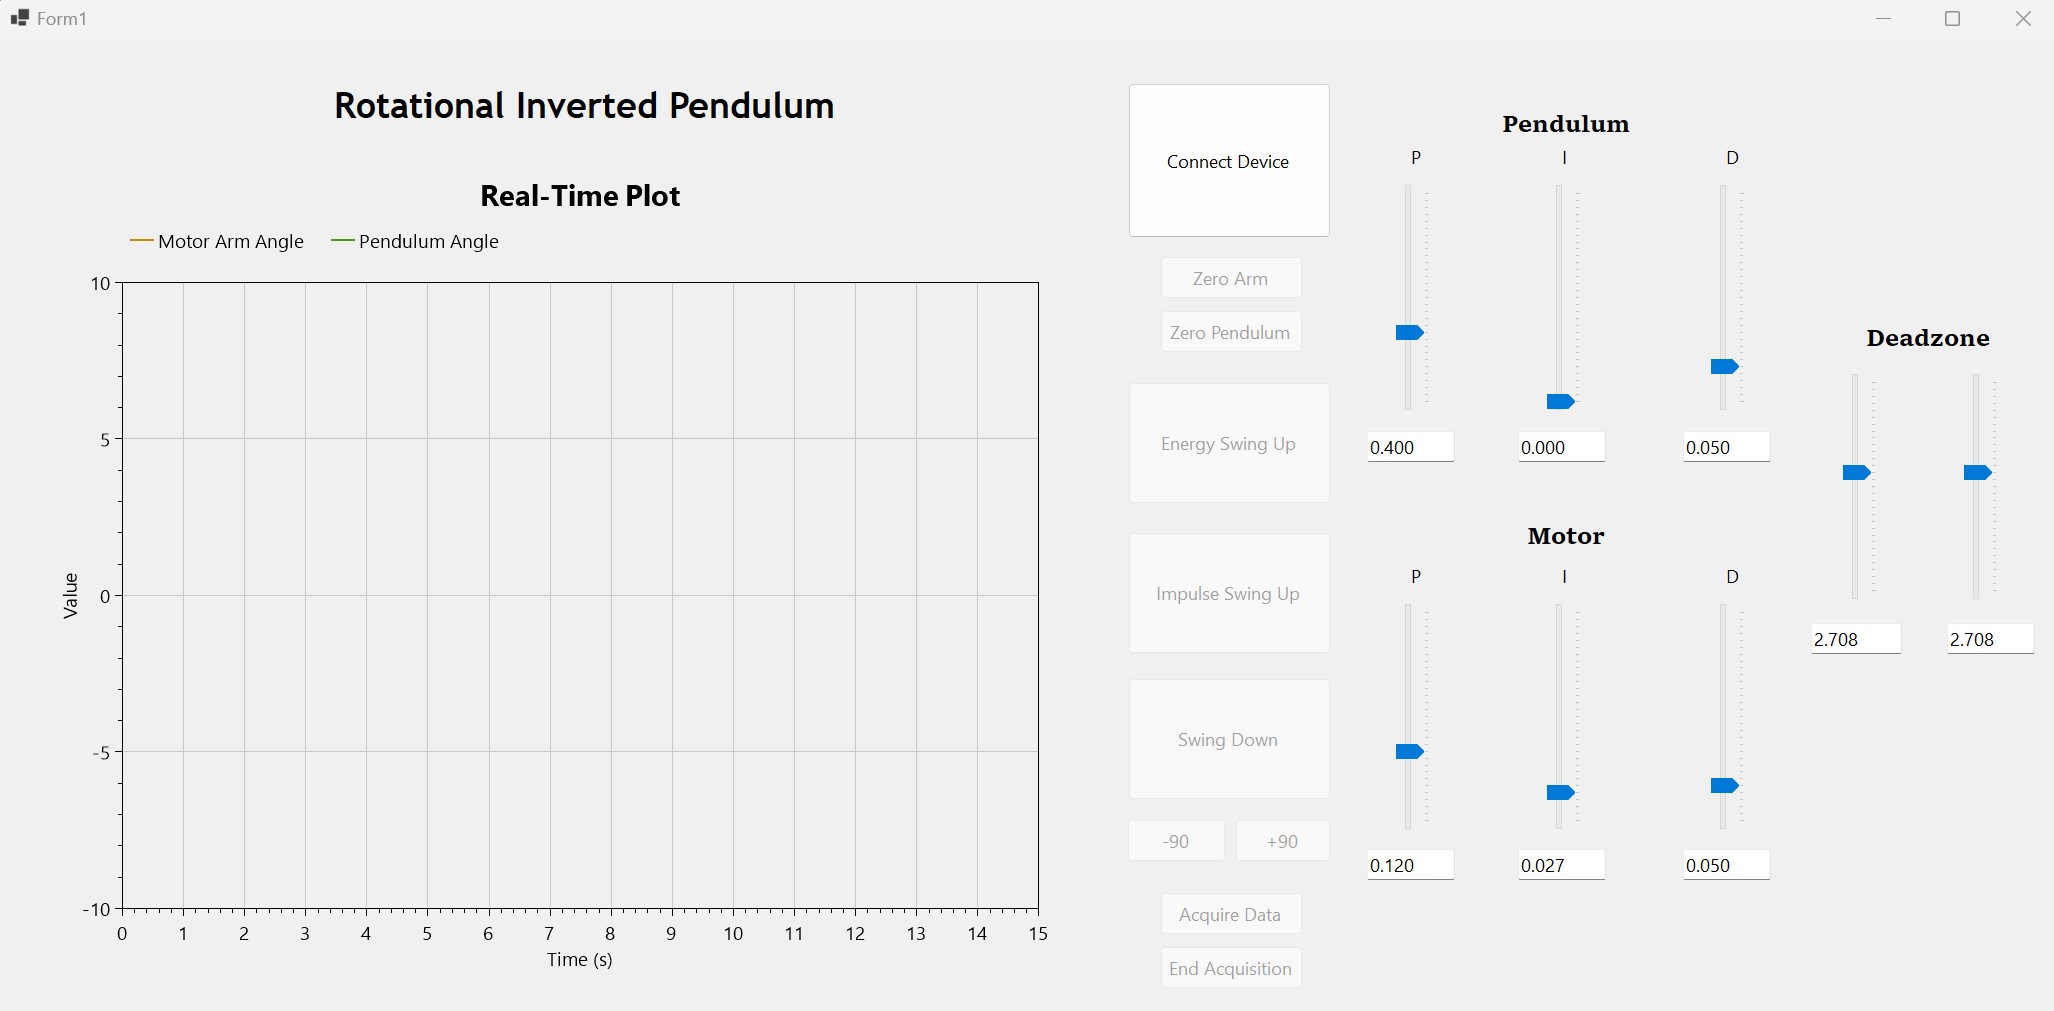 Form1
Rotational Inverted Pendulum
Real-Time Plot
Motor Arm Angle
Pendulum Angle
10
5
0
-5
-10
Value
0 1 2 3 4 5 6 7 8 9 10 11 12 13 14 15
Time (s)
Connect Device
Zero Arm
Zero Pendulum
Energy Swing Up
Impulse Swing Up
Swing Down
-90 +90
Acquire Data
End Acquisition
Pendulum
P I D
0.400 0.000 0.050
Motor
P I D
0.120 0.027 0.050
Deadzone
2.708 2.708